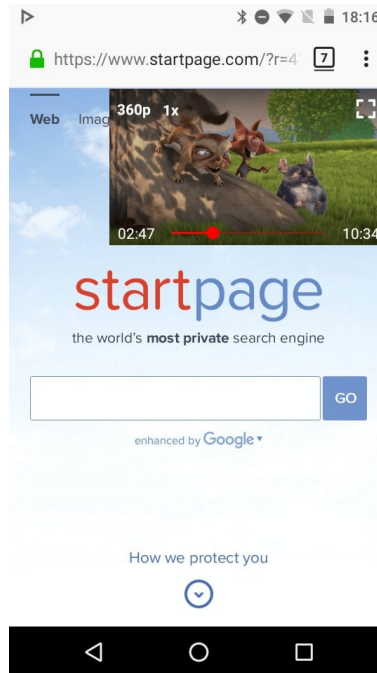 18:16
https://www.startpage.com/?r=4
7
Web Imag
360p 1x
02:47 10:34
startpage
the world's most private search engine
GO
enhanced by Google
How we protect you